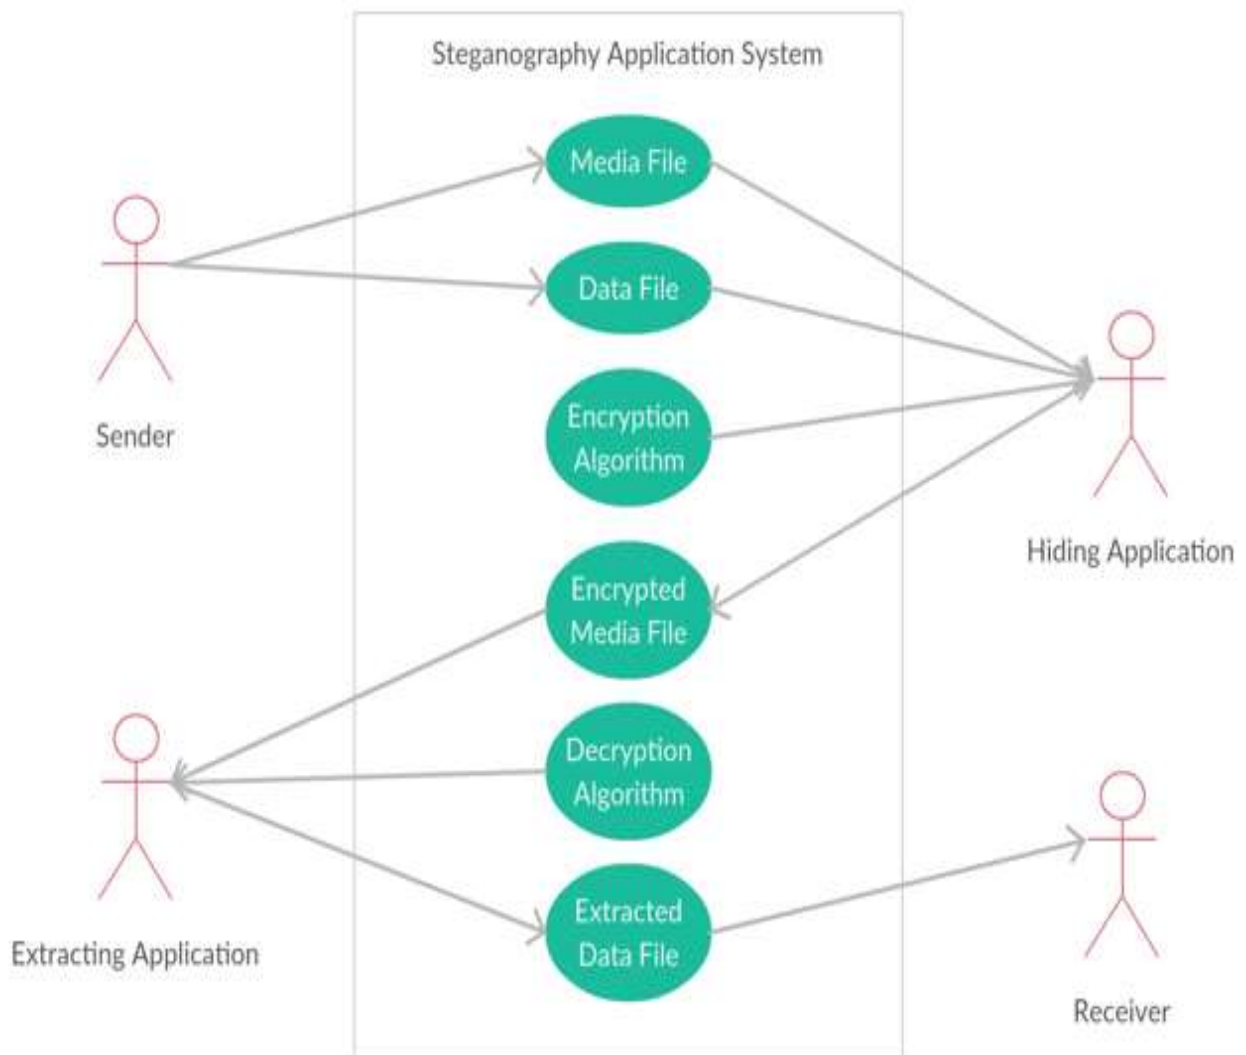 Steganography Application System
Media File
Data File
Sender
Encryption
Algorithm
Hiding Application
Encrypted
Media File
Decryption
Algorithm
Extracted
Data File
Extracting Application
Receiver